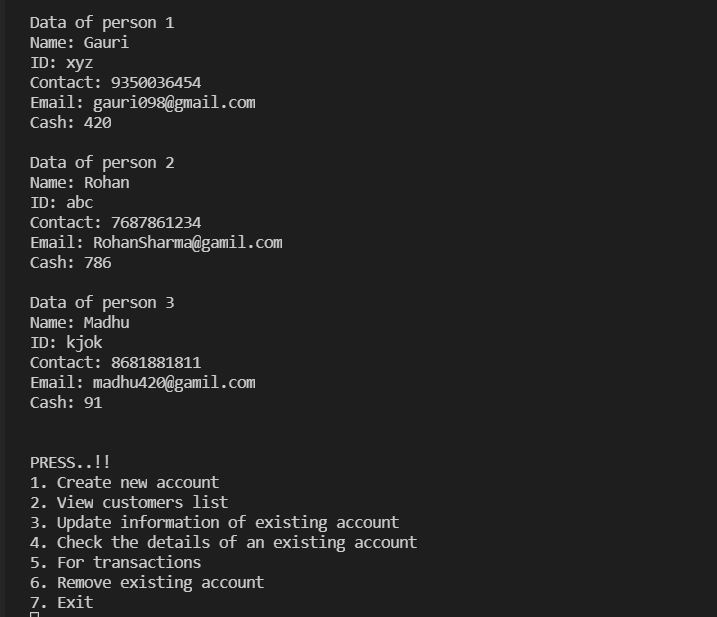 Data of person 1
Name: Gauri
ID: xyz
Contact: 9350036454
Email: gauri098@gmail.com
Cash: 420
Data of person 2
Name: Rohan
ID: abc
Contact: 7687861234
Email: RohanSharma@gamil.com
Cash: 786
Data of person 3
Name: Madhu
ID: kjok
Contact: 8681881811
Email: madhu420@gamil.com
Cash: 91
PRESS..!!
1. Create new account
2. View customers list
3. Update information of existing account
4. Check the details of an existing account
5. For transactions
6. Remove existing account
7. Exit